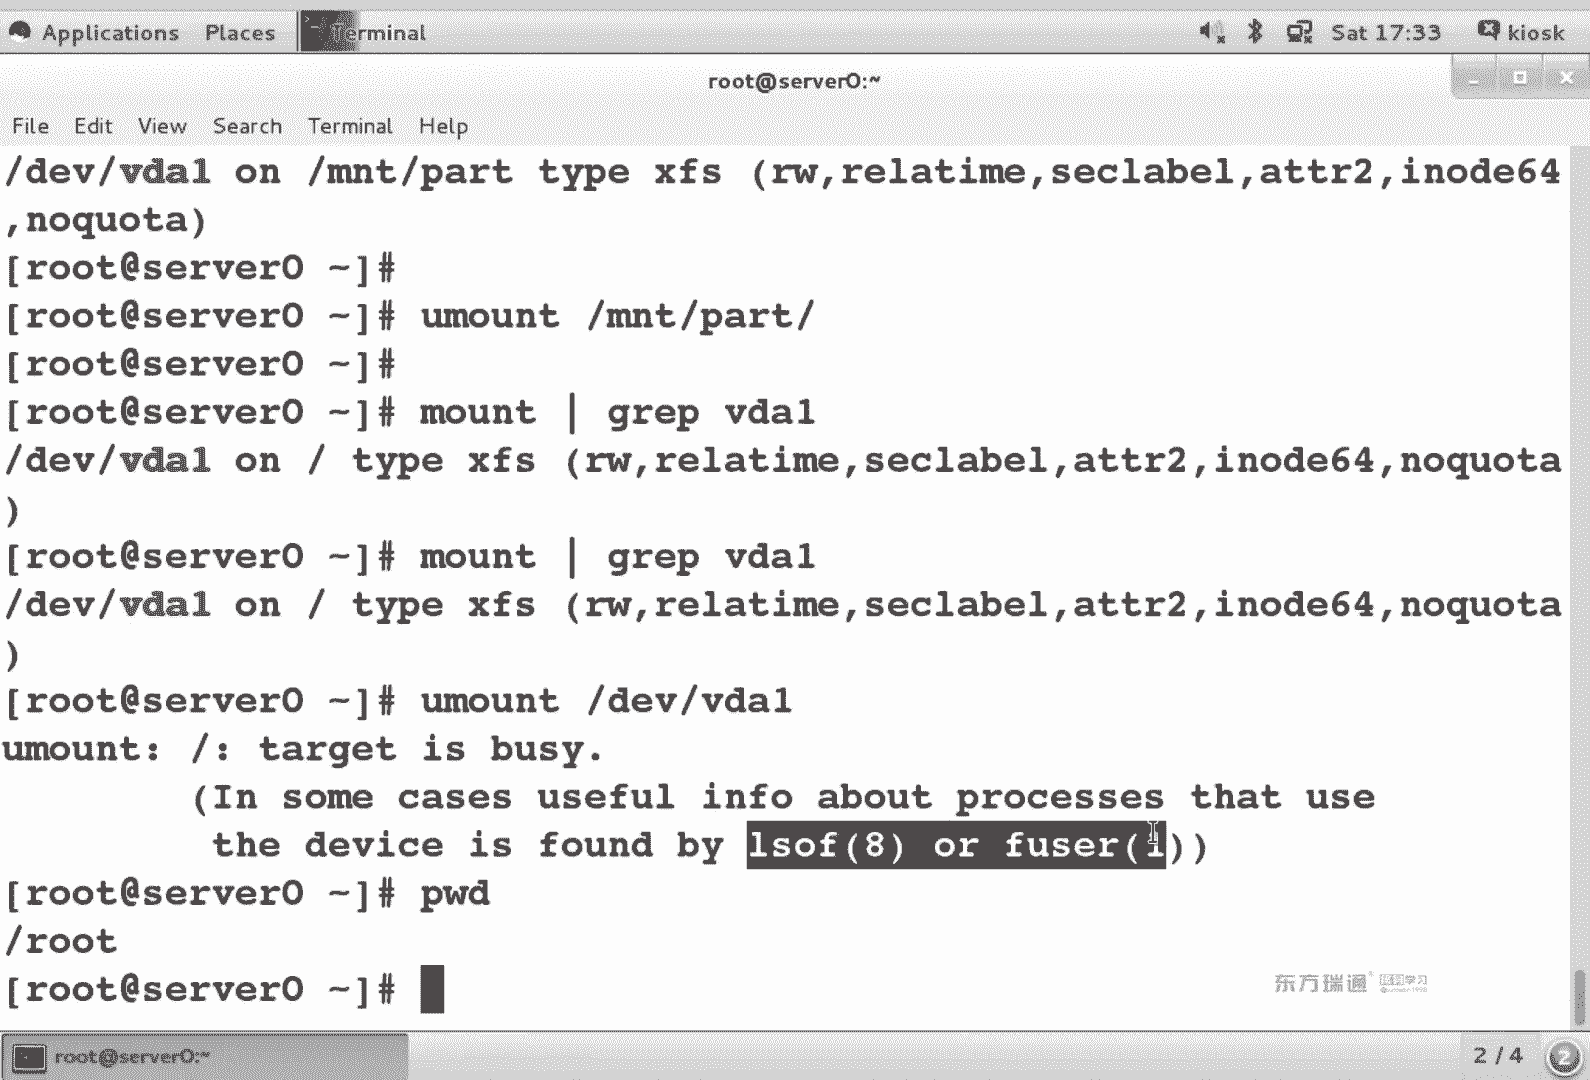 Applications Places Terminal Sat 17:33 kiosk
root@server0:~
File Edit View Search Terminal Help
/dev/vda1 on /mnt/part type xfs (rw,relatime,seclabel,attr2,inode64
,noquota)
[root@server0 ~]#
[root@server0 ~]# umount /mnt/part/
[root@server0 ~]#
[root@server0 ~]# mount | grep vda1
/dev/vda1 on / type xfs (rw,relatime,seclabel,attr2,inode64,noquota
)
[root@server0 ~]# mount | grep vda1
/dev/vda1 on / type xfs (rw,relatime,seclabel,attr2,inode64,noquota
)
[root@server0 ~]# umount /dev/vda1
umount: /: target is busy.
(In some cases useful info about processes that use
the device is found by lsof(8) or fuser(1))
[root@server0 ~]# pwd
/root
[root@server0 ~]#
东方瑞通
root@server0:~ 2 / 4 2